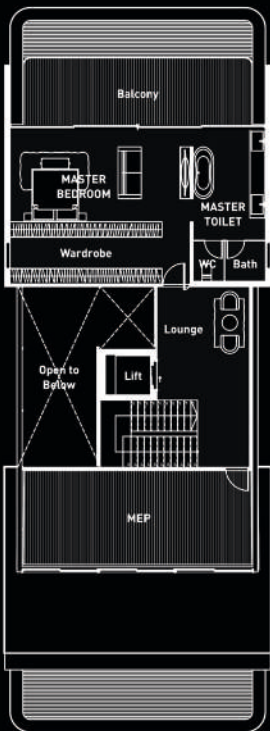 Balcony
MASTER
BEDROOM
MASTER
TOILET
Wardrobe
WC
Bath
Lounge
Open to
Below
Lift
MEP